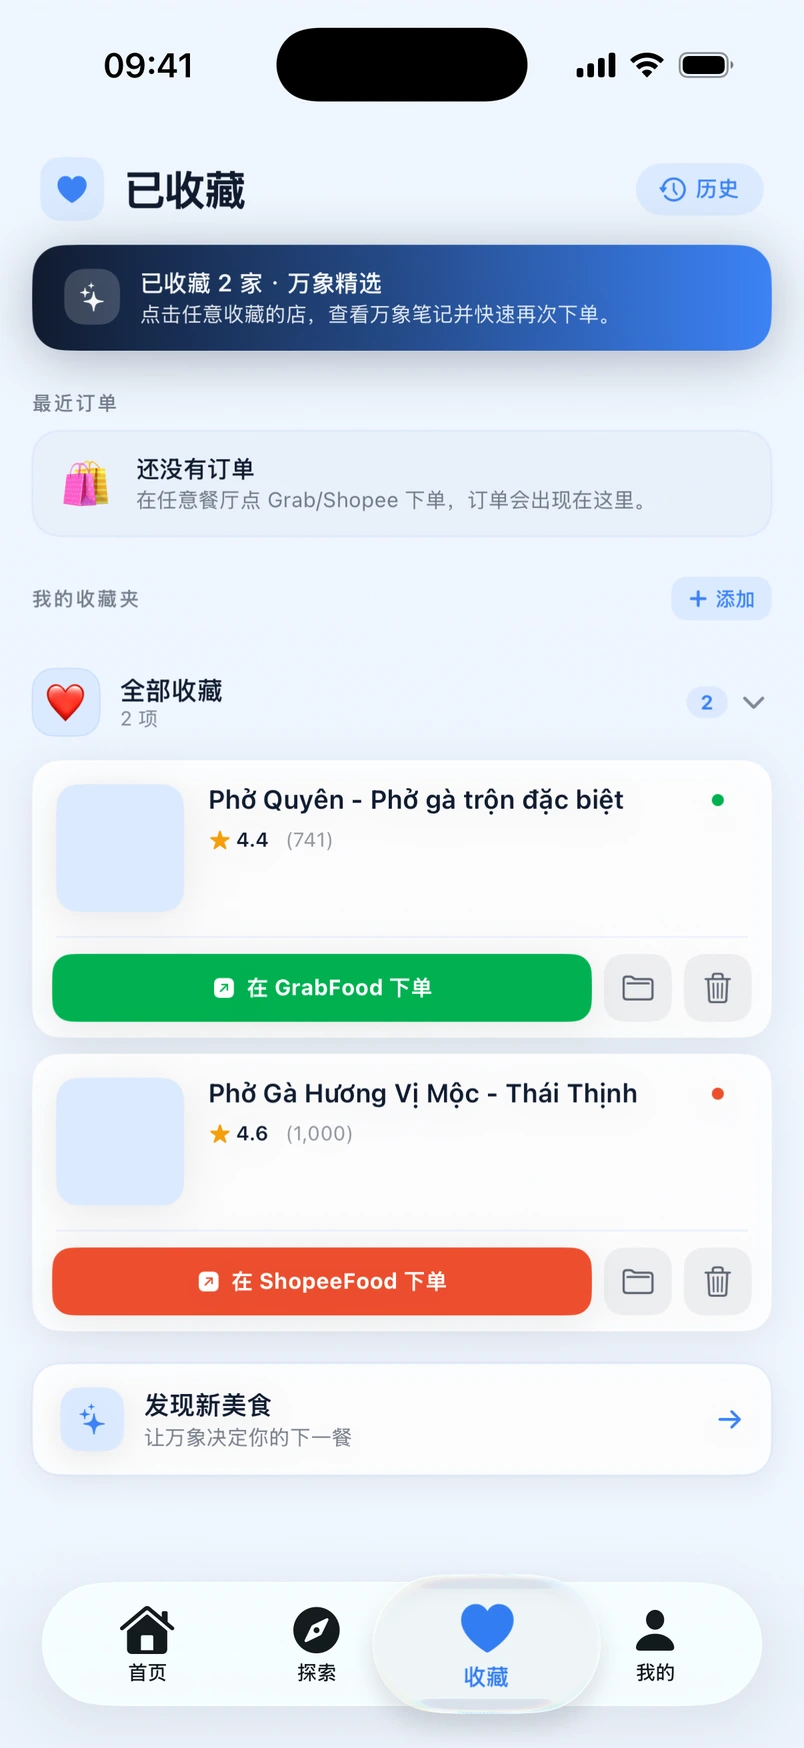 09:41
已收藏
历史
已收藏 2 家 · 万象精选
点击任意收藏的店，查看万象笔记并快速再次下单。
最近订单
还没有订单
在任意餐厅点 Grab/Shopee 下单，订单会出现在这里。
我的收藏夹
添加
全部收藏
2 项
2
Phở Quyên - Phở gà trộn đặc biệt
4.4 (741)
在 GrabFood 下单
Phở Gà Hương Vị Mộc - Thái Thịnh
4.6 (1,000)
在 ShopeeFood 下单
发现新美食
让万象决定你的下一餐
首页
探索
收藏
我的